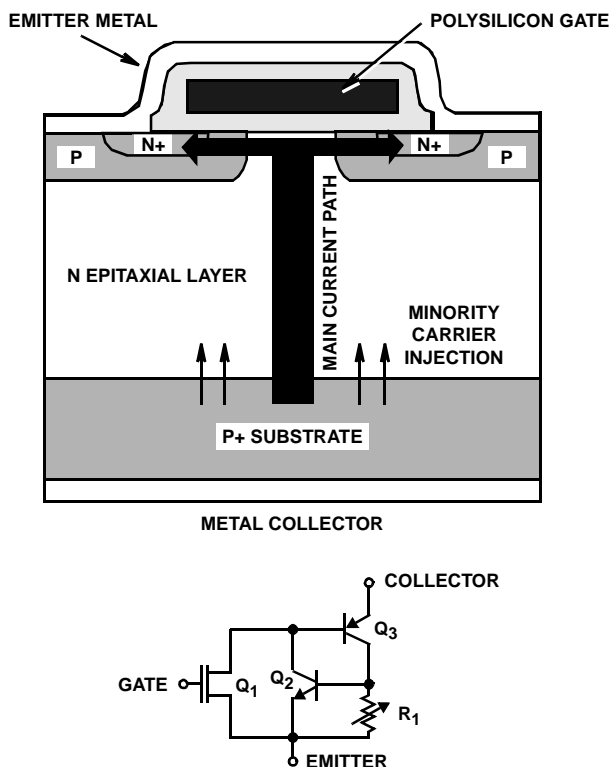 EMITTER METAL
POLYSILICON GATE
P
N+
N+
P
N EPITAXIAL LAYER
MAIN CURRENT PATH
MINORITY
CARRIER
INJECTION
P+ SUBSTRATE
METAL COLLECTOR
COLLECTOR
Q3
Q2
GATE
Q1
R1
EMITTER